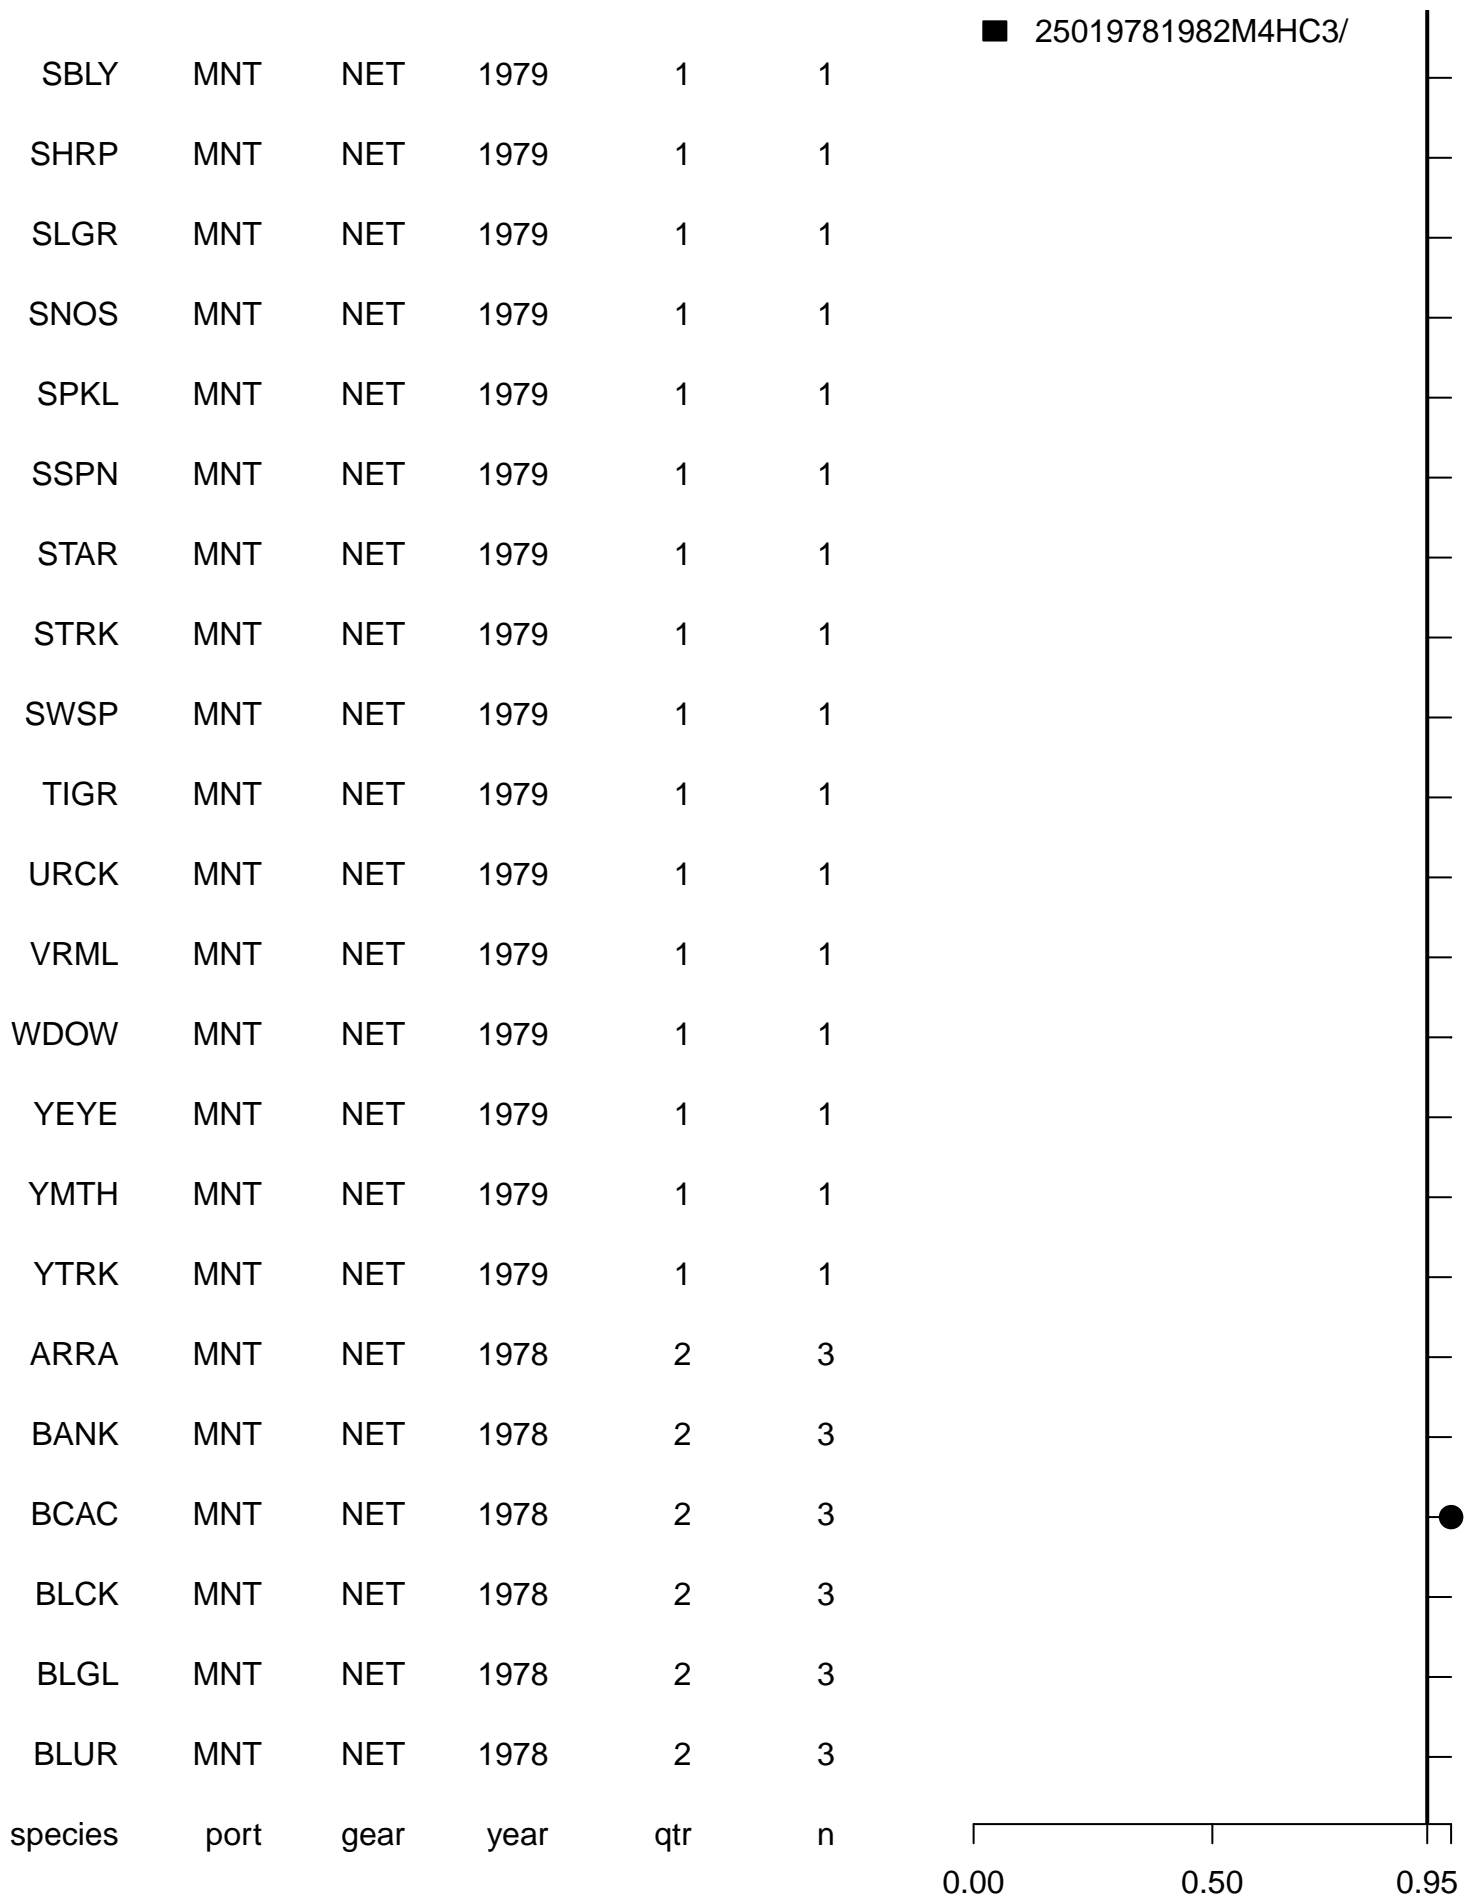 25019781982M4HC3/
SBLY MNT NET 1979 1 1
SHRP MNT NET 1979 1 1
SLGR MNT NET 1979 1 1
SNOS MNT NET 1979 1 1
SPKL MNT NET 1979 1 1
SSPN MNT NET 1979 1 1
STAR MNT NET 1979 1 1
STRK MNT NET 1979 1 1
SWSP MNT NET 1979 1 1
TIGR MNT NET 1979 1 1
URCK MNT NET 1979 1 1
VRML MNT NET 1979 1 1
WDOW MNT NET 1979 1 1
YEYE MNT NET 1979 1 1
YMTH MNT NET 1979 1 1
YTRK MNT NET 1979 1 1
ARRA MNT NET 1978 2 3
BANK MNT NET 1978 2 3
BCAC MNT NET 1978 2 3
BLCK MNT NET 1978 2 3
BLGL MNT NET 1978 2 3
BLUR MNT NET 1978 2 3
species port gear year qtr n
0.00 0.50 0.95